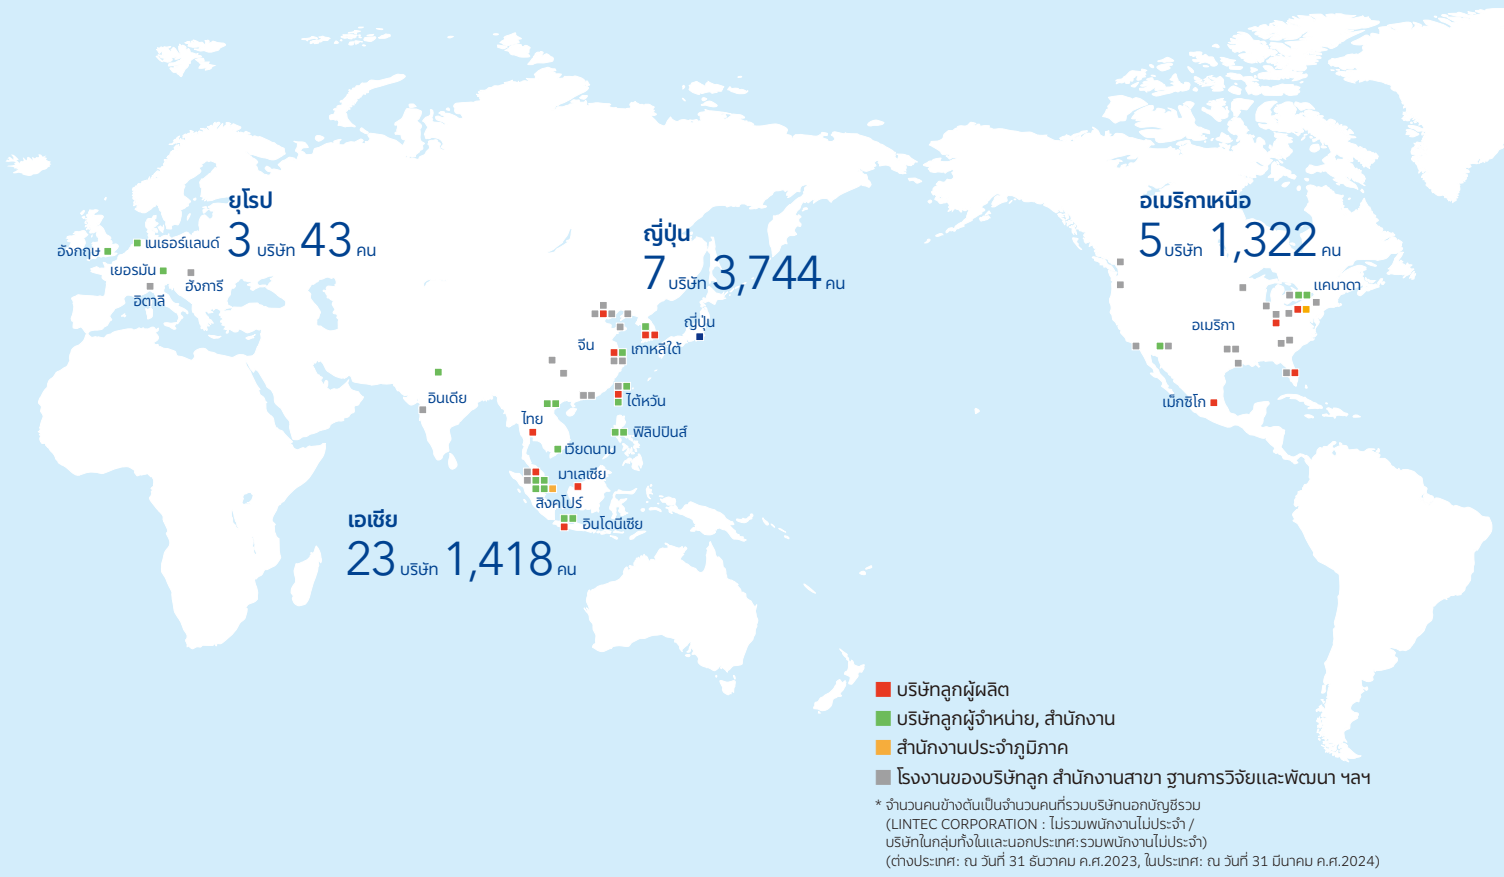 ยุโรป
3 บริษัท 43 คน
อังกฤษ
เนเธอร์แลนด์
เยอรมัน
ฮังการี
อิตาลี
ญี่ปุ่น
7 บริษัท 3,744 คน
ญี่ปุ่น
จีน
เกาหลีใต้
อินเดีย
ไต้หวัน
ไทย
ฟิลิปปินส์
เวียดนาม
มาเลเซีย
สิงคโปร์
อินโดนีเซีย
เอเชีย
23 บริษัท 1,418 คน
อเมริกาเหนือ
5 บริษัท 1,322 คน
แคนาดา
อเมริกา
เม็กซิโก
บริษัทลูกผู้ผลิต
บริษัทลูกผู้จำหน่าย, สำนักงาน
สำนักงานประจำภูมิภาค
โรงงานของบริษัทลูก สำนักงานสาขา ฐานการวิจัยและพัฒนา ฯลฯ
* จำนวนคนข้างต้นเป็นจำนวนคนที่รวมบริษัทนอกบัญชีรวม
(LINTEC CORPORATION : ไม่รวมพนักงานไม่ประจำ /
บริษัทในกลุ่มทั้งในและนอกประเทศ:รวมพนักงานไม่ประจำ)
(ต่างประเทศ: ณ วันที่ 31 ธันวาคม ค.ศ.2023, ในประเทศ: ณ วันที่ 31 มีนาคม ค.ศ.2024)